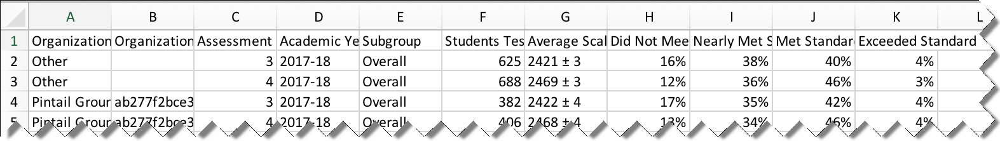 A B C D E F G H I J K L
1 Organization Organization Assessment Academic Ye Subgroup Students Tes Average Scal Did Not Mee Nearly Met S Met Standar Exceeded Standard
2 Other 3 2017-18 Overall 625 2421 ± 3 16% 38% 40% 4%
3 Other 4 2017-18 Overall 688 2469 ± 3 12% 36% 46% 3%
4 Pintail Grour ab277f2bce3 3 2017-18 Overall 382 2422 ± 4 17% 35% 42% 4%
5 Pintail Grour ab277f2bce3 4 2017-18 Overall 406 2468 ± 4 13% 34% 46% 4%